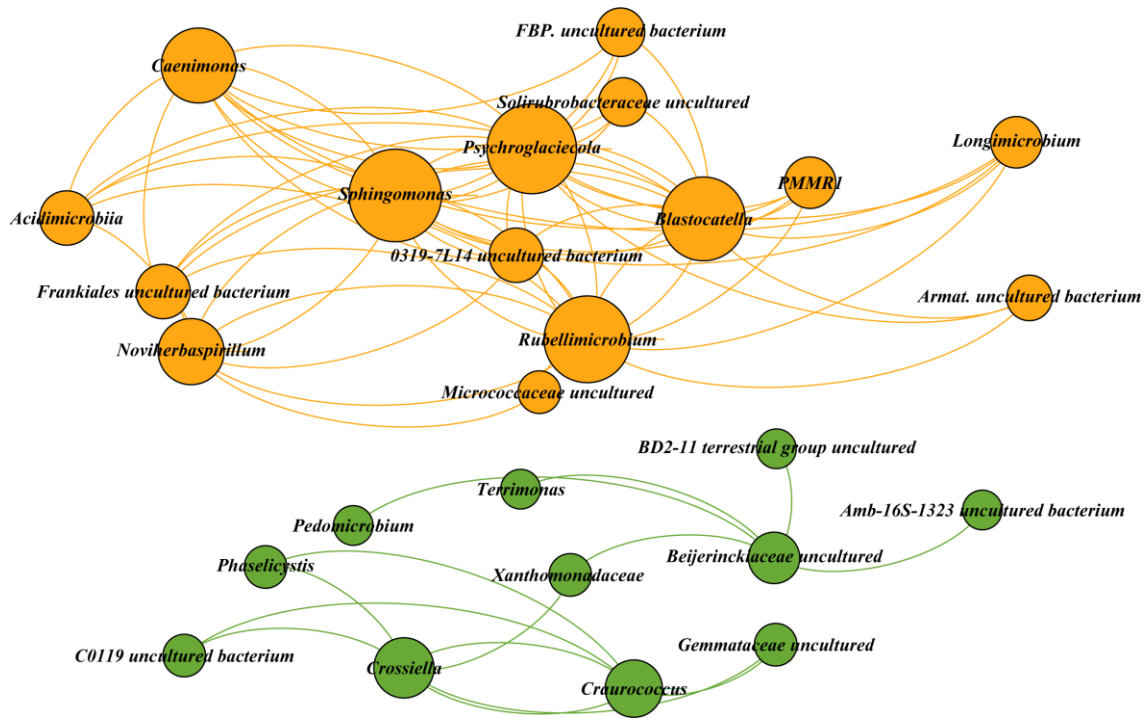 FBP. uncultured bacterium
Caenimonas
Solirubrobacteraceae uncultured
Psychroglaciecola
Longimicrobium
PMMR1
Sphingomonas
Acidimicrobiia
Blastocatella
0319-7L14 uncultured bacterium
Frankiales uncultured bacterium
Armat. uncultured bacterium
Rubellimicrobium
Noviherbaspirillum
Micrococcaceae uncultured
BD2-11 terrestrial group uncultured
Terrimonas
Amb-16S-1323 uncultured bacterium
Pedomicrobium
Beijerinckiaceae uncultured
Phaselicystis
Xanthomonadaceae
Gemmataceae uncultured
C0119 uncultured bacterium
Crossiella
Craurococcus